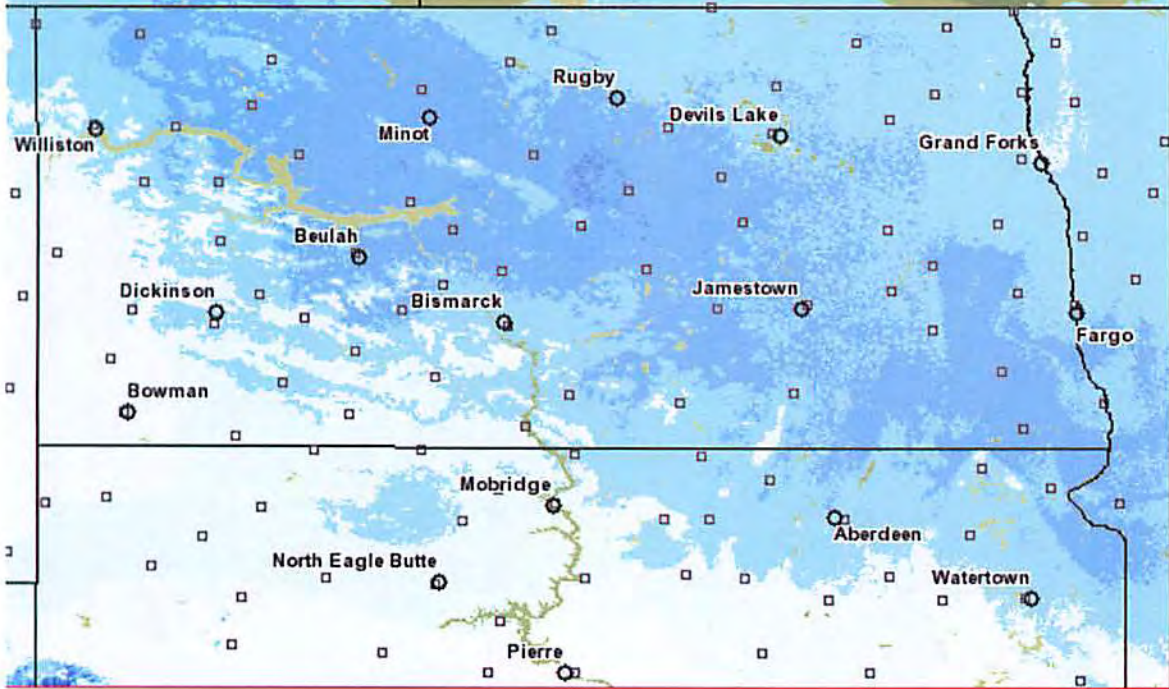 Rugby
Devils Lake
Minot
Williston
Grand Forks
Beulah
Dickinson
Bismarck
Jamestown
Fargo
Bowman
Mobridge
Aberdeen
North Eagle Butte
Watertown
Pierre